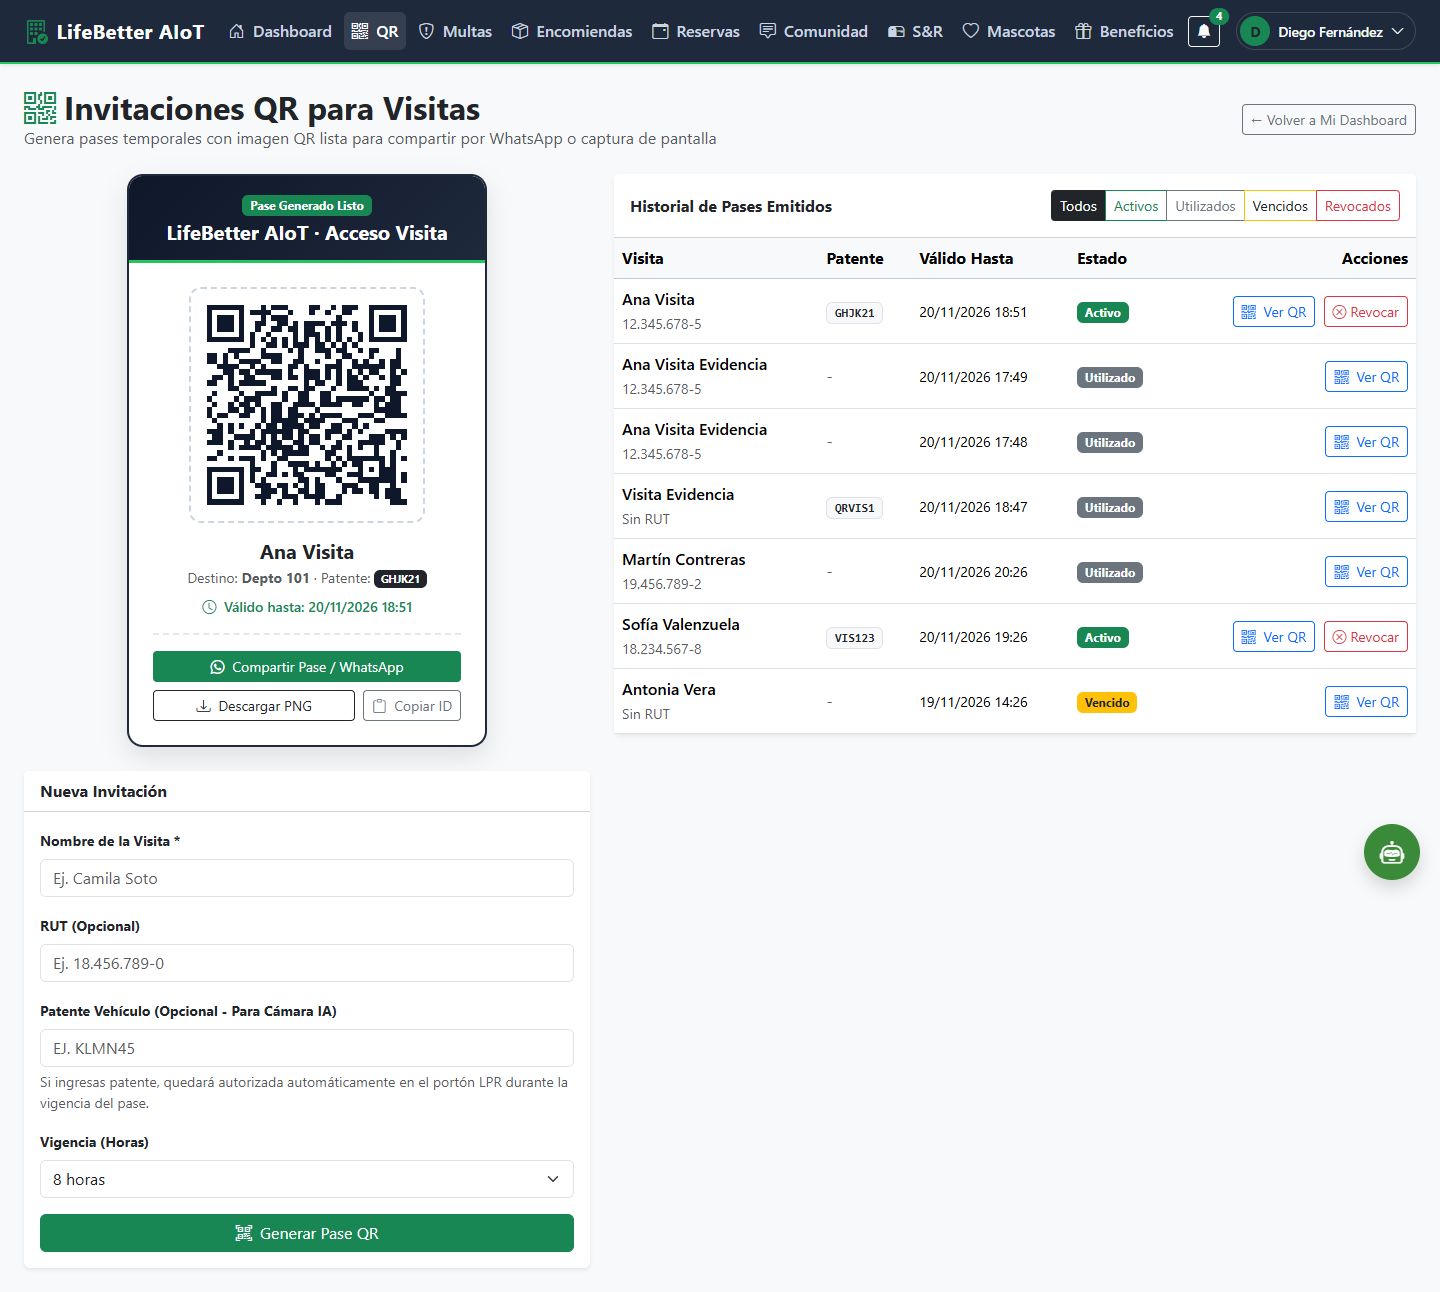 LifeBetter AIoT
Dashboard
QR
Multas
Encomiendas
Reservas
Comunidad
S&R
Mascotas
Beneficios
4
D
Diego Fernández
Invitaciones QR para Visitas
Genera pases temporales con imagen QR lista para compartir por WhatsApp o captura de pantalla
← Volver a Mi Dashboard
Pase Generado Listo
LifeBetter AIoT · Acceso Visita
Ana Visita
Destino: Depto 101 · Patente: GHJK21
Válido hasta: 20/11/2026 18:51
Compartir Pase / WhatsApp
Descargar PNG
Copiar ID
Historial de Pases Emitidos
Todos
Activos
Utilizados
Vencidos
Revocados
Visita Patente Válido Hasta Estado Acciones
Ana Visita
12.345.678-5
GHJK21
20/11/2026 18:51
Activo
Ver QR
Revocar
Ana Visita Evidencia
12.345.678-5
-
20/11/2026 17:49
Utilizado
Ver QR
Ana Visita Evidencia
12.345.678-5
-
20/11/2026 17:48
Utilizado
Ver QR
Visita Evidencia
Sin RUT
QRVIS1
20/11/2026 18:47
Utilizado
Ver QR
Martín Contreras
19.456.789-2
-
20/11/2026 20:26
Utilizado
Ver QR
Sofía Valenzuela
18.234.567-8
VIS123
20/11/2026 19:26
Activo
Ver QR
Revocar
Antonia Vera
Sin RUT
-
19/11/2026 14:26
Vencido
Ver QR
Nueva Invitación
Nombre de la Visita *
Ej. Camila Soto
RUT (Opcional)
Ej. 18.456.789-0
Patente Vehículo (Opcional - Para Cámara IA)
EJ. KLMN45
Si ingresas patente, quedará autorizada automáticamente en el portón LPR durante la
vigencia del pase.
Vigencia (Horas)
8 horas
Generar Pase QR